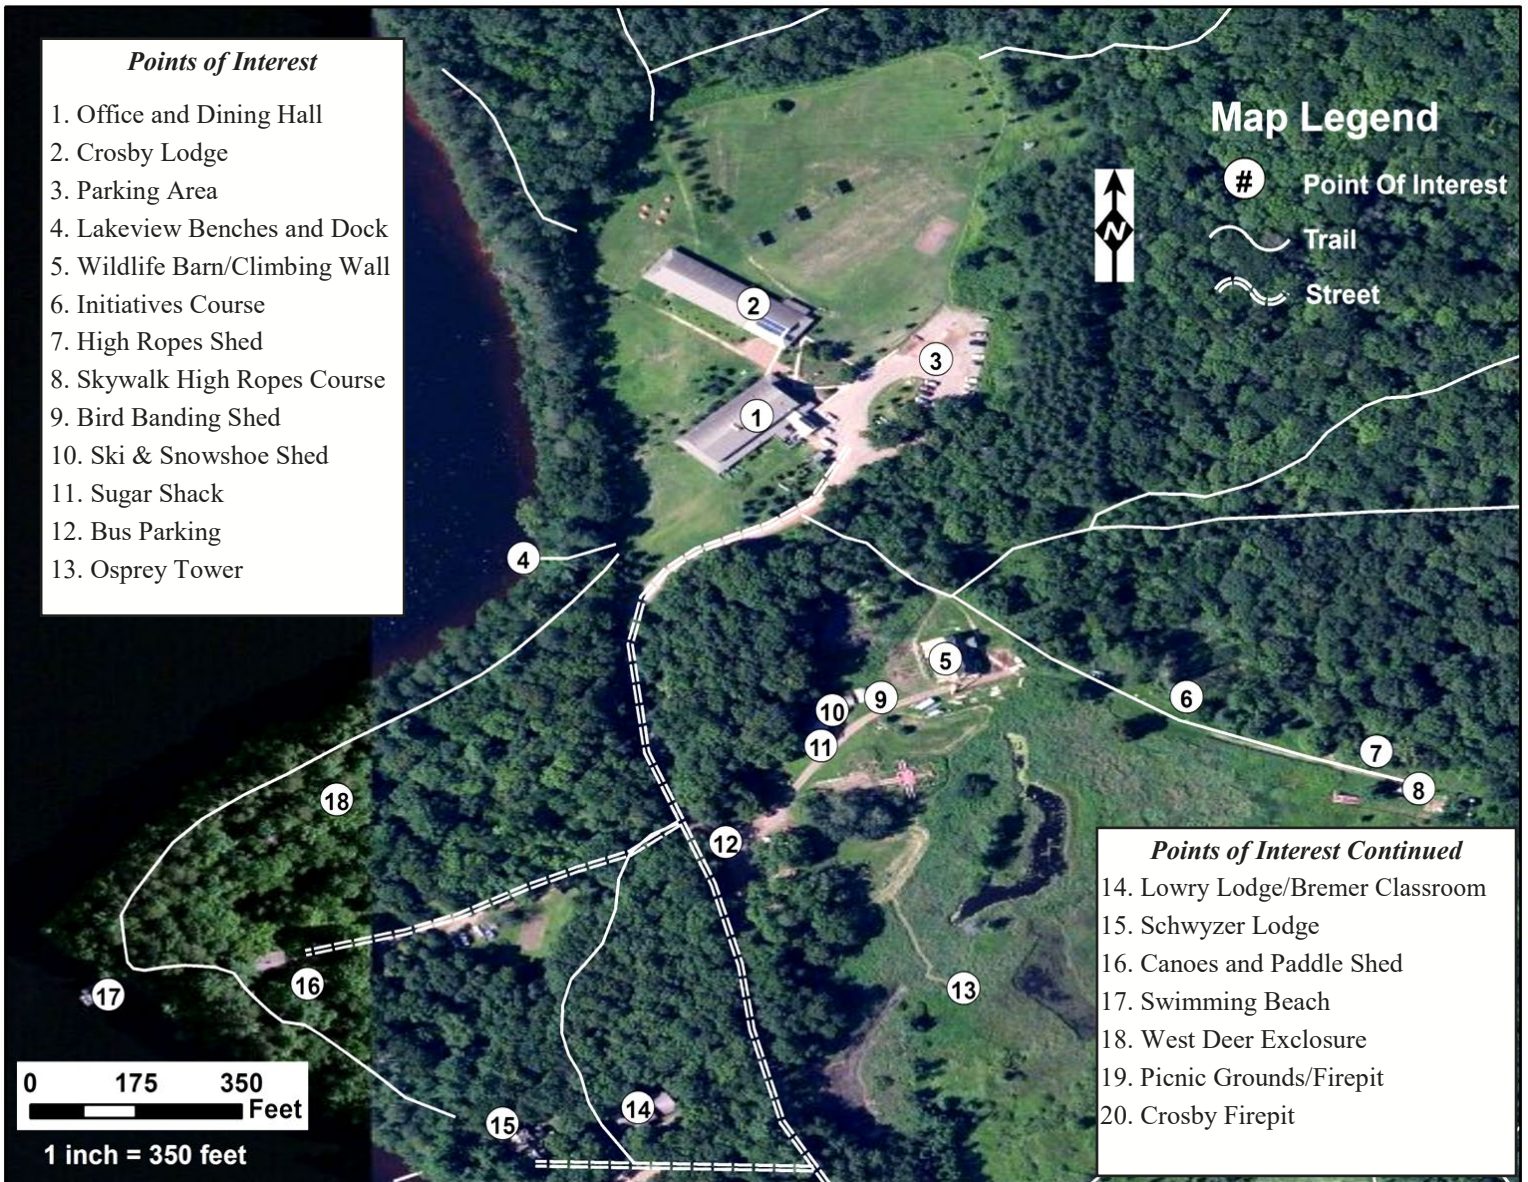 Points of Interest
1. Office and Dining Hall
2. Crosby Lodge
3. Parking Area
4. Lakeview Benches and Dock
5. Wildlife Barn/Climbing Wall
6. Initiatives Course
7. High Ropes Shed
8. Skywalk High Ropes Course
9. Bird Banding Shed
10. Ski & Snowshoe Shed
11. Sugar Shack
12. Bus Parking
13. Osprey Tower
Map Legend
# Point Of Interest
N
Trail
Street
2
3
1
4
5
6
9
10
11
7
8
18
12
16
17
13
14
15
Points of Interest Continued
14. Lowry Lodge/Bremer Classroom
15. Schwyzer Lodge
16. Canoes and Paddle Shed
17. Swimming Beach
18. West Deer Exclosure
19. Picnic Grounds/Firepit
20. Crosby Firepit
0 175 350
Feet
1 inch = 350 feet